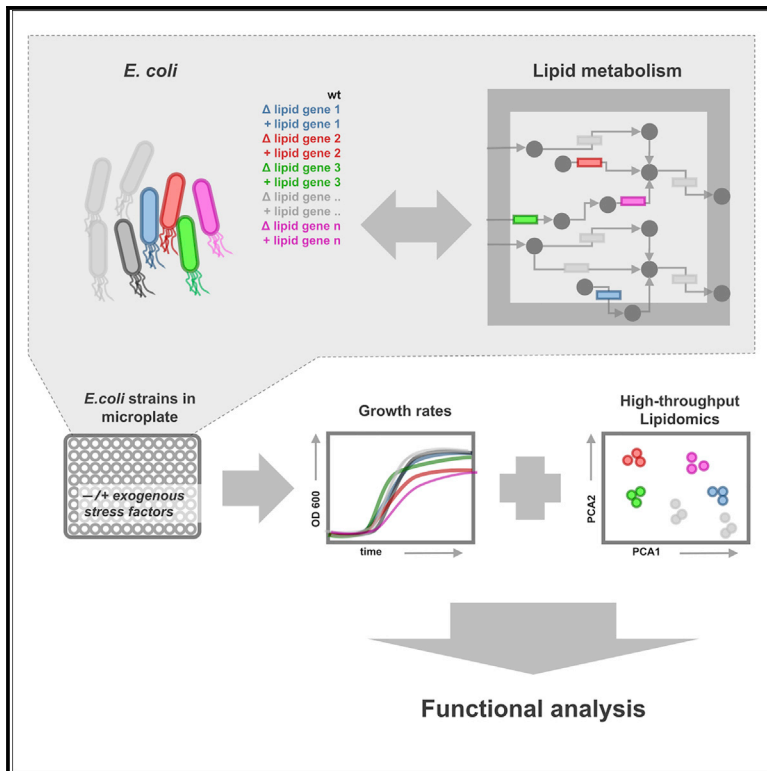 E. coli
Lipid metabolism
wt
Δ lipid gene 1
+ lipid gene 1
Δ lipid gene 2
+ lipid gene 2
Δ lipid gene 3
+ lipid gene 3
Δ lipid gene ..
+ lipid gene ..
Δ lipid gene n
+ lipid gene n
E.coli strains in
microplate
—/+ exogenous
stress factors
Growth rates
OD 600
time
High-throughput
Lipidomics
PCA2
PCA1
Functional analysis